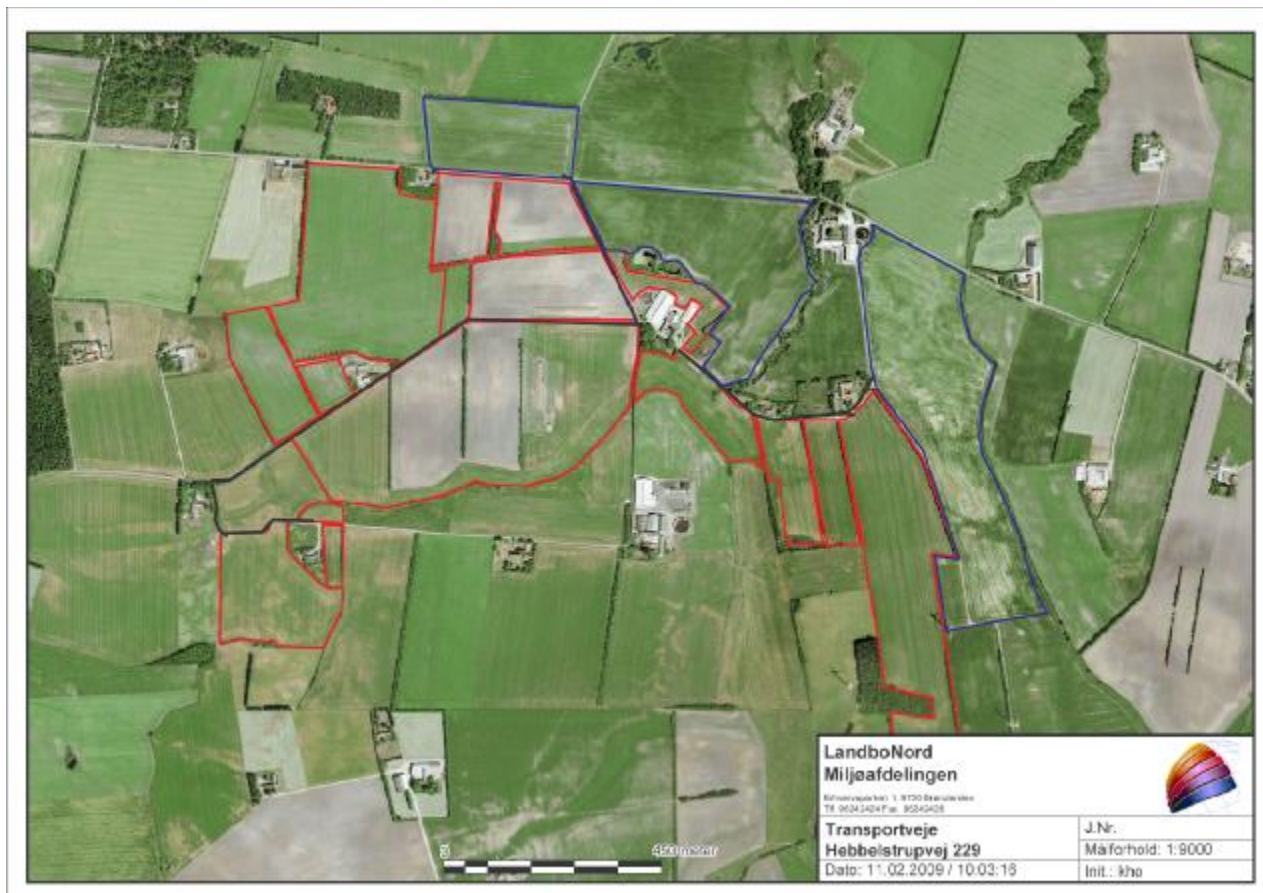 0
450 meter
LandboNord
Miljøafdelingen
Transportveje
Hebbelstrupvej 229
Dato: 11.02.2009 / 10:03:16
J.Nr.
Målforhold: 1:9000
Init.: kho